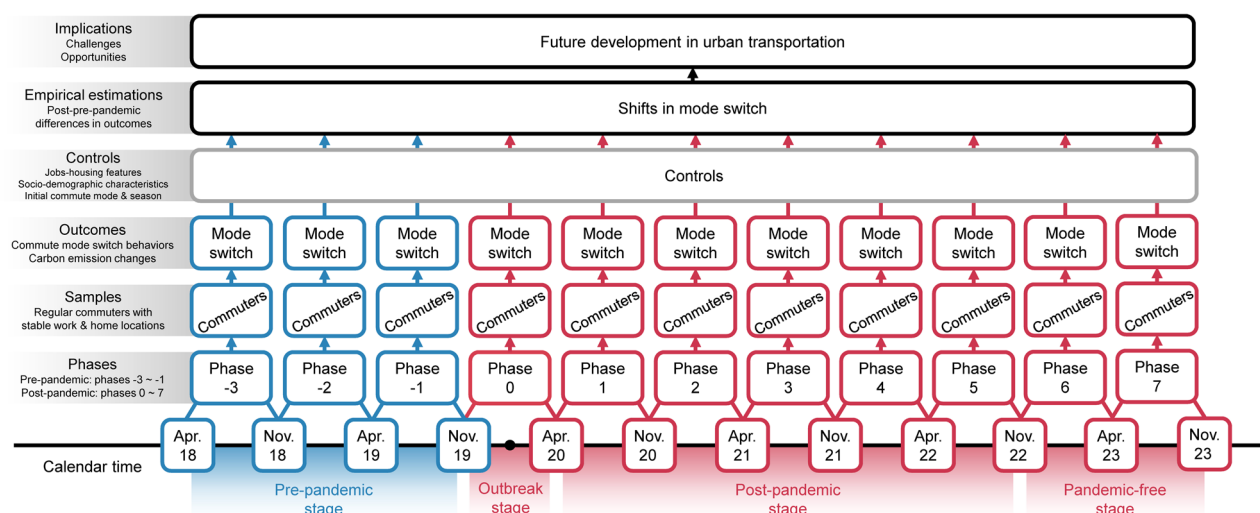 Implications
Challenges
Opportunities
Future development in urban transportation
Empirical estimations
Post-pre-pandemic
differences in outcomes
Shifts in mode switch
Controls
Jobs-housing features
Socio-demographic characteristics
Initial commute mode & season
Controls
Outcomes
Commute mode switch behaviors
Carbon emission changes
Mode switch
Mode switch
Mode switch
Mode switch
Mode switch
Mode switch
Mode switch
Mode switch
Mode switch
Mode switch
Mode switch
Samples
Regular commuters with
stable work & home locations
Commuters
Commuters
Commuters
Commuters
Commuters
Commuters
Commuters
Commuters
Commuters
Commuters
Commuters
Phases
Pre-pandemic: phases -3 ~ -1
Post-pandemic: phases 0 ~ 7
Phase -3
Phase -2
Phase -1
Phase 0
Phase 1
Phase 2
Phase 3
Phase 4
Phase 5
Phase 6
Phase 7
Calendar time
Apr. 18
Nov. 18
Apr. 19
Nov. 19
Apr. 20
Nov. 20
Apr. 21
Nov. 21
Apr. 22
Nov. 22
Apr. 23
Nov. 23
Pre-pandemic
stage
Outbreak
stage
Post-pandemic
stage
Pandemic-free
stage